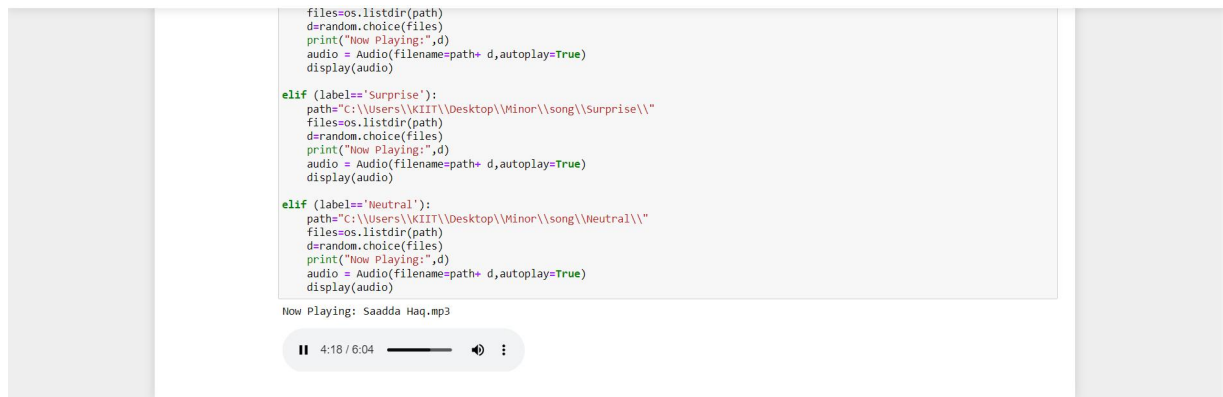 files=os.listdir(path)
d=random.choice(files)
print("Now Playing:",d)
audio = Audio(filename=path+ d,autoplay=True)
display(audio)
elif (label=='Surprise'):
path="C:\\Users\\KIIT\\Desktop\\Minor\\song\\Surprise\\"
files=os.listdir(path)
d=random.choice(files)
print("Now Playing:",d)
audio = Audio(filename=path+ d,autoplay=True)
display(audio)
elif (label=='Neutral'):
path="C:\\Users\\KIIT\\Desktop\\Minor\\song\\Neutral\\"
files=os.listdir(path)
d=random.choice(files)
print("Now Playing:",d)
audio = Audio(filename=path+ d,autoplay=True)
display(audio)
Now Playing: Saadda Haq.mp3
4:18 / 6:04